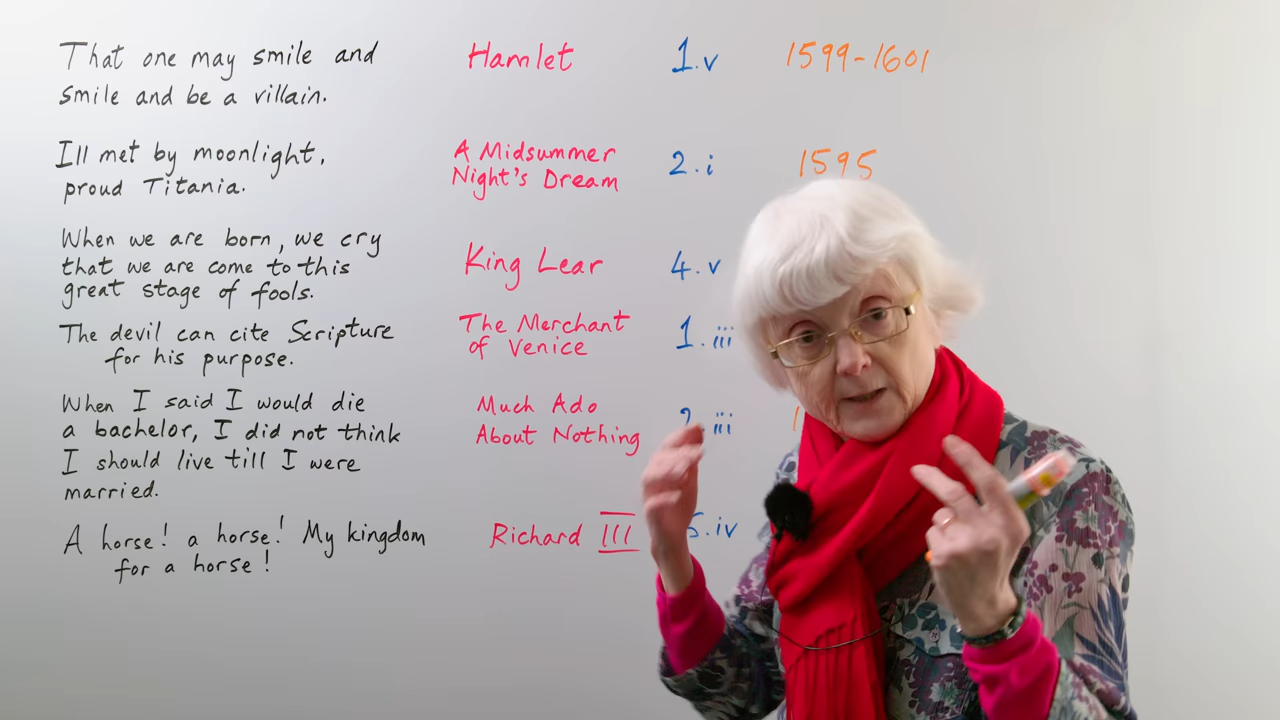 That one may smile and Hamlet 1.v 1599-1601
smile and be a villain.
Ill met by moonlight, A Midsummer 2.i 1595
proud Titania. Night's Dream
When we are born, we cry
that we are come to this King Lear 4.v
great stage of fools.
The devil can cite Scripture The Merchant 1.iii
for his purpose. of Venice
When I said I would die Much Ado 2.iii
a bachelor, I did not think About Nothing
I should live till I were
married.
A horse! a horse! My kingdom Richard III 5.iv
for a horse!